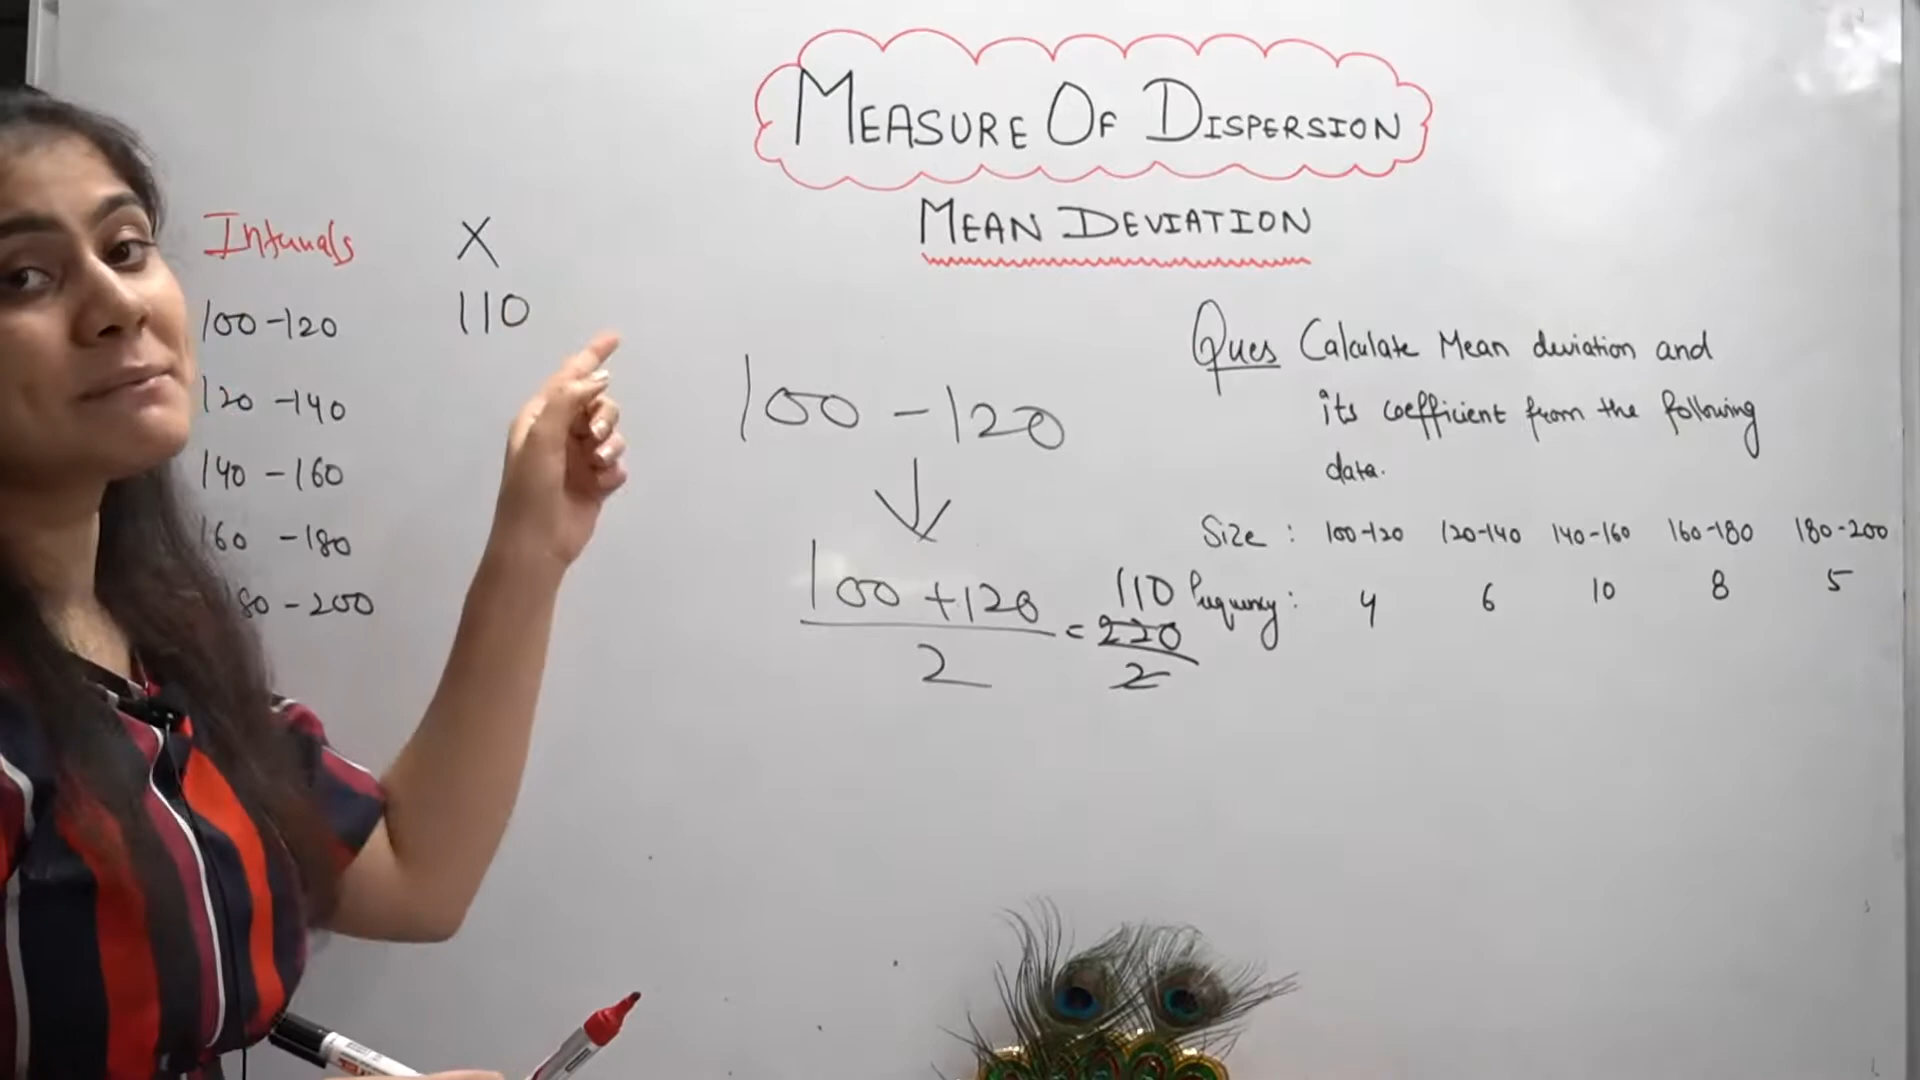 MEASURE OF DISPERSION
MEAN DEVIATION
Intervals X
100-120 110
120-140
140-160
160-180
80-200
100-120
100+120 / 2 = 220 / 2 110
Ques Calculate Mean deviation and
its coefficient from the following
data.
Size: 100-120 120-140 140-160 160-180 180-200
Frequency: 4 6 10 8 5